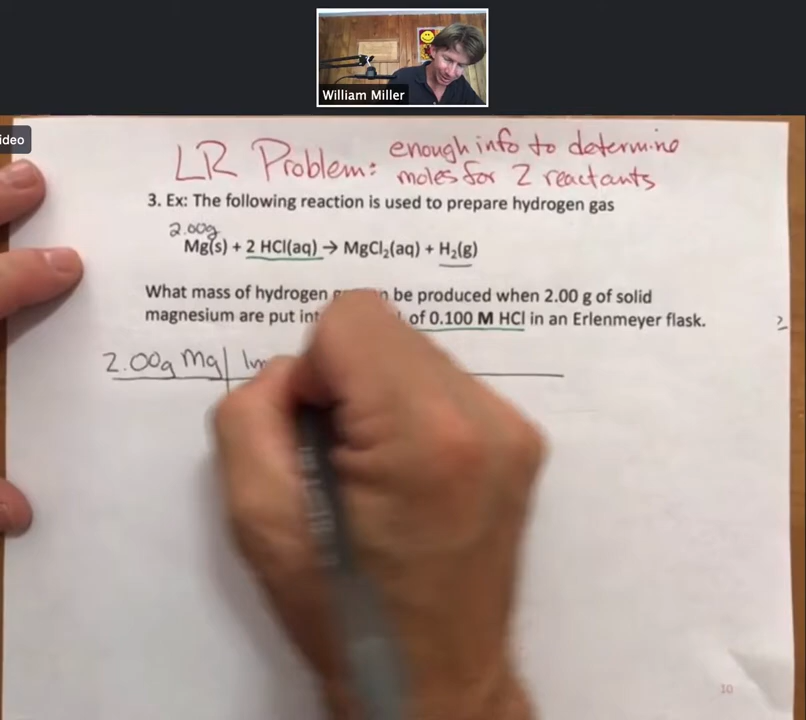 William Miller
ideo
LR Problem: enough info to determine
moles for 2 reactants
3. Ex: The following reaction is used to prepare hydrogen gas
2.00g
Mg(s) + 2 HCl(aq) → MgCl₂(aq) + H₂(g)
What mass of hydrogen be produced when 2.00 g of solid
magnesium are put of 0.100 M HCl in an Erlenmeyer flask.
2.00g Mg | 1m
10